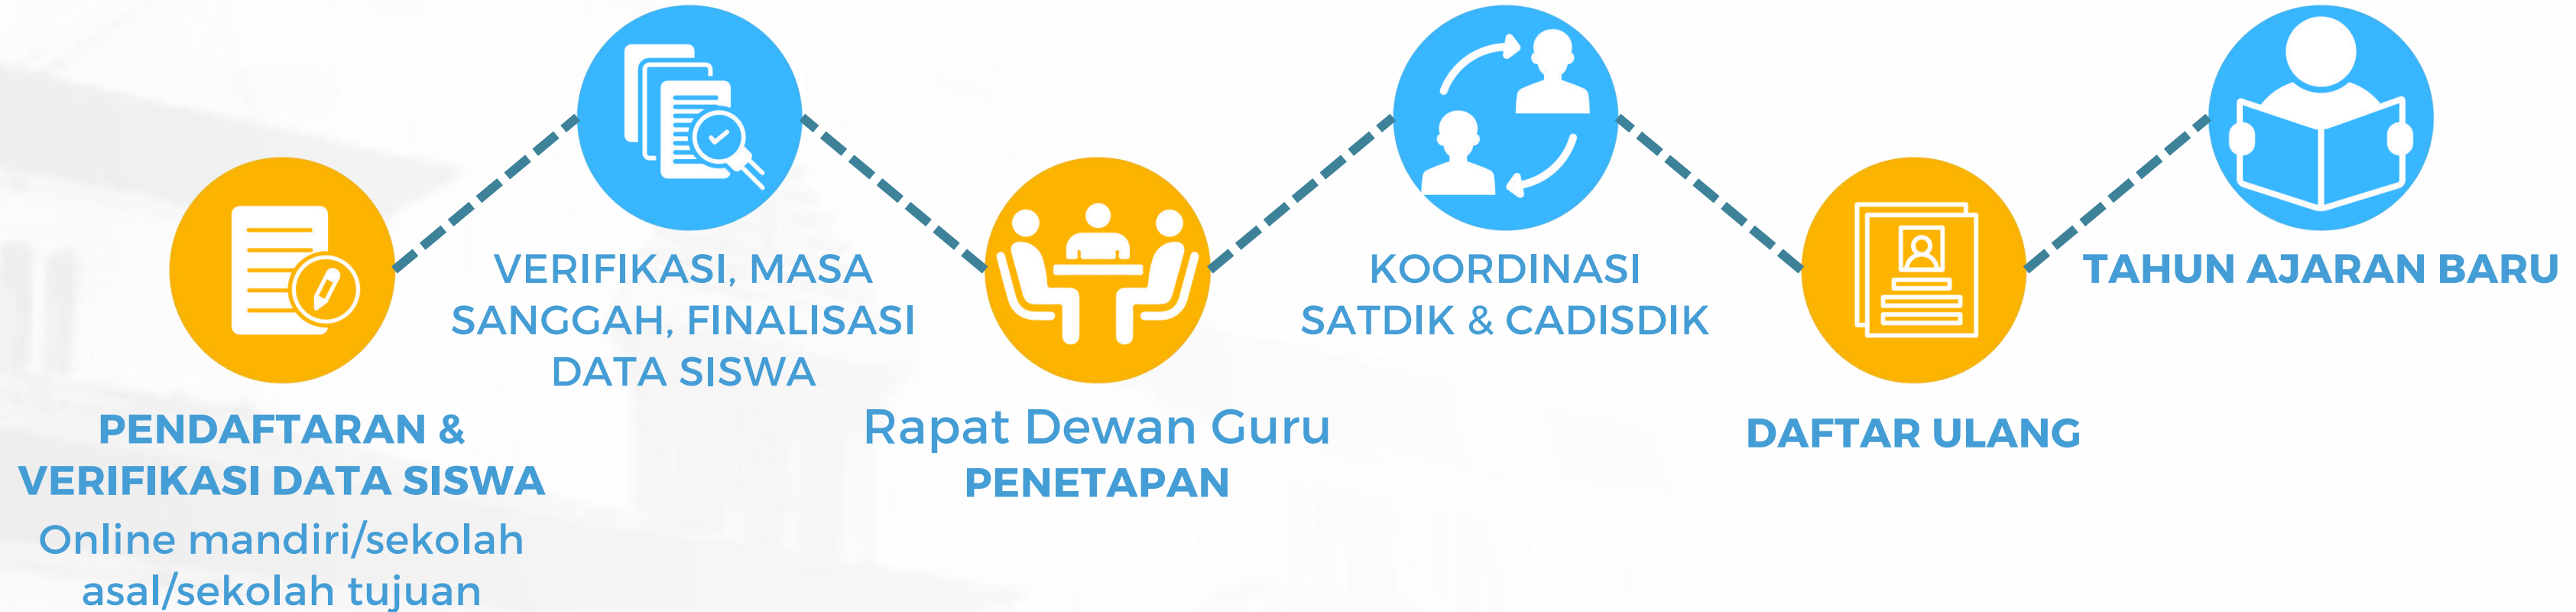 PENDAFTARAN &
VERIFIKASI DATA SISWA
Online mandiri/sekolah
asal/sekolah tujuan
VERIFIKASI, MASA
SANGGAH, FINALISASI
DATA SISWA
Rapat Dewan Guru
PENETAPAN
KOORDINASI
SATDIK & CADISDIK
DAFTAR ULANG
TAHUN AJARAN BARU